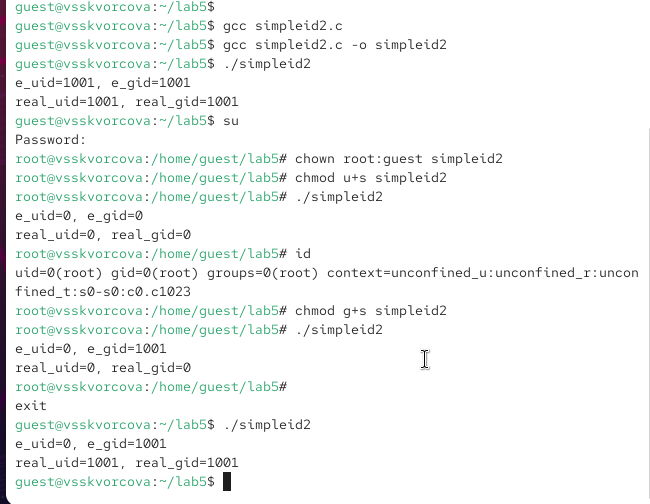 guest@vsskvorcova:~/lab5$
guest@vsskvorcova:~/lab5$ gcc simpleid2.c
guest@vsskvorcova:~/lab5$ gcc simpleid2.c -o simpleid2
guest@vsskvorcova:~/lab5$ ./simpleid2
e_uid=1001, e_gid=1001
real_uid=1001, real_gid=1001
guest@vsskvorcova:~/lab5$ su
Password:
root@vsskvorcova:/home/guest/lab5# chown root:guest simpleid2
root@vsskvorcova:/home/guest/lab5# chmod u+s simpleid2
root@vsskvorcova:/home/guest/lab5# ./simpleid2
e_uid=0, e_gid=0
real_uid=0, real_gid=0
root@vsskvorcova:/home/guest/lab5# id
uid=0(root) gid=0(root) groups=0(root) context=unconfined_u:unconfined_r:uncon
fined_t:s0-s0:c0.c1023
root@vsskvorcova:/home/guest/lab5# chmod g+s simpleid2
root@vsskvorcova:/home/guest/lab5# ./simpleid2
e_uid=0, e_gid=1001
real_uid=0, real_gid=0
root@vsskvorcova:/home/guest/lab5#
exit
guest@vsskvorcova:~/lab5$ ./simpleid2
e_uid=0, e_gid=1001
real_uid=1001, real_gid=1001
guest@vsskvorcova:~/lab5$